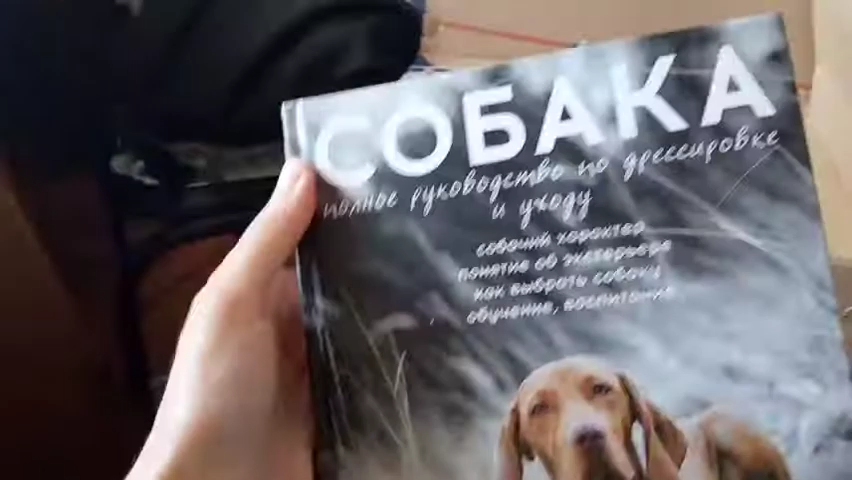 СОБАКА
полное руководство по дрессировке
и уходу
собачий характер
понятие об экстерьере
как выбрать собаку
обучение, воспитание